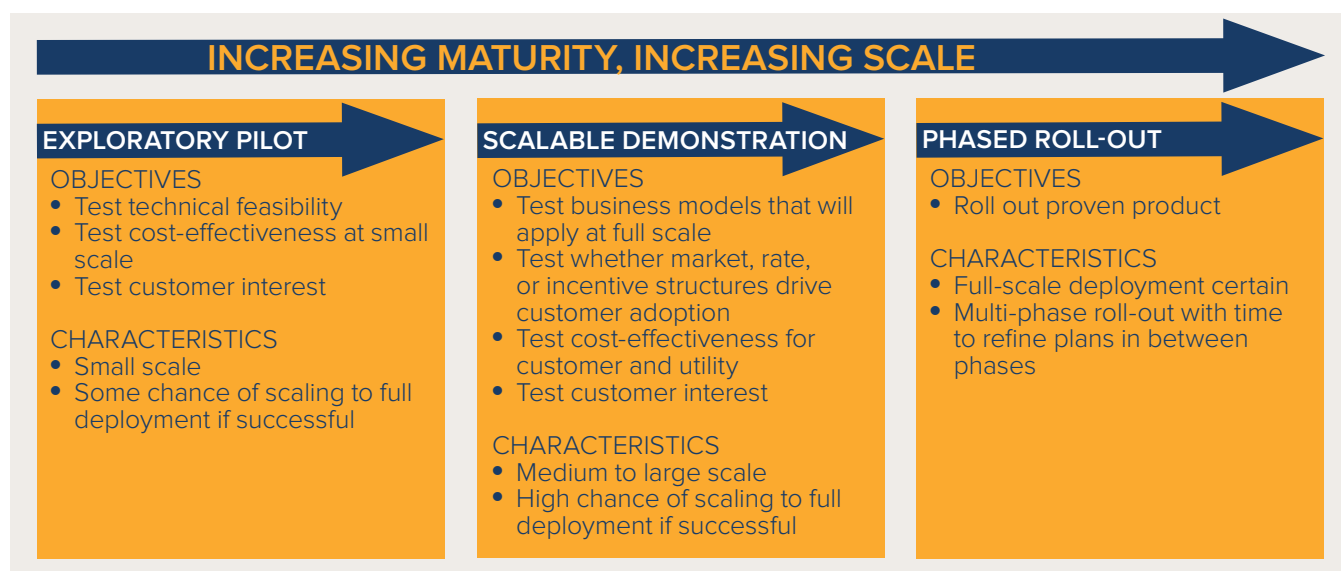 INCREASING MATURITY, INCREASING SCALE
EXPLORATORY PILOT
OBJECTIVES
• Test technical feasibility
• Test cost-effectiveness at small
scale
• Test customer interest
CHARACTERISTICS
• Small scale
• Some chance of scaling to full
deployment if successful
SCALABLE DEMONSTRATION
OBJECTIVES
• Test business models that will
apply at full scale
• Test whether market, rate,
or incentive structures drive
customer adoption
• Test cost-effectiveness for
customer and utility
• Test customer interest
CHARACTERISTICS
• Medium to large scale
• High chance of scaling to full
deployment if successful
PHASED ROLL-OUT
OBJECTIVES
• Roll out proven product
CHARACTERISTICS
• Full-scale deployment certain
• Multi-phase roll-out with time
to refine plans in between
phases